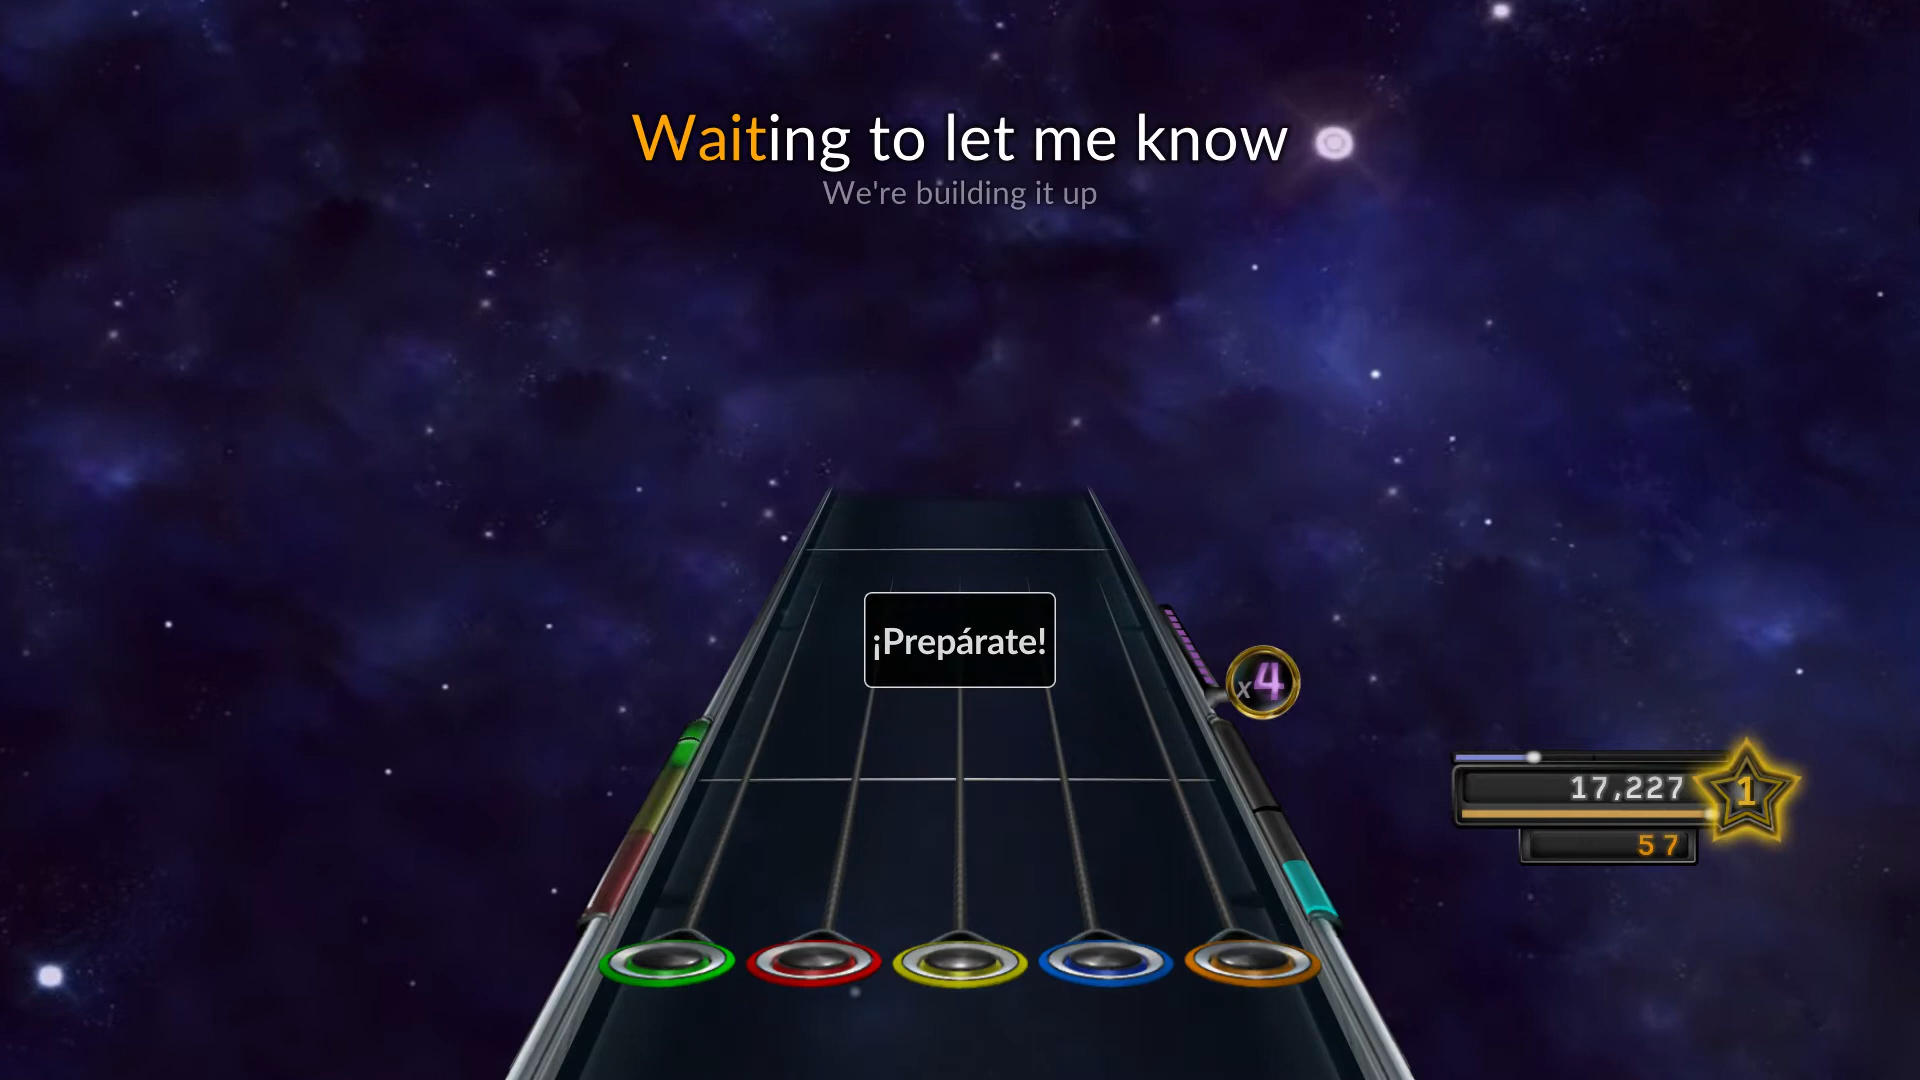 Waiting to let me know
We're building it up
¡Prepárate!
x4
17,227
1
57